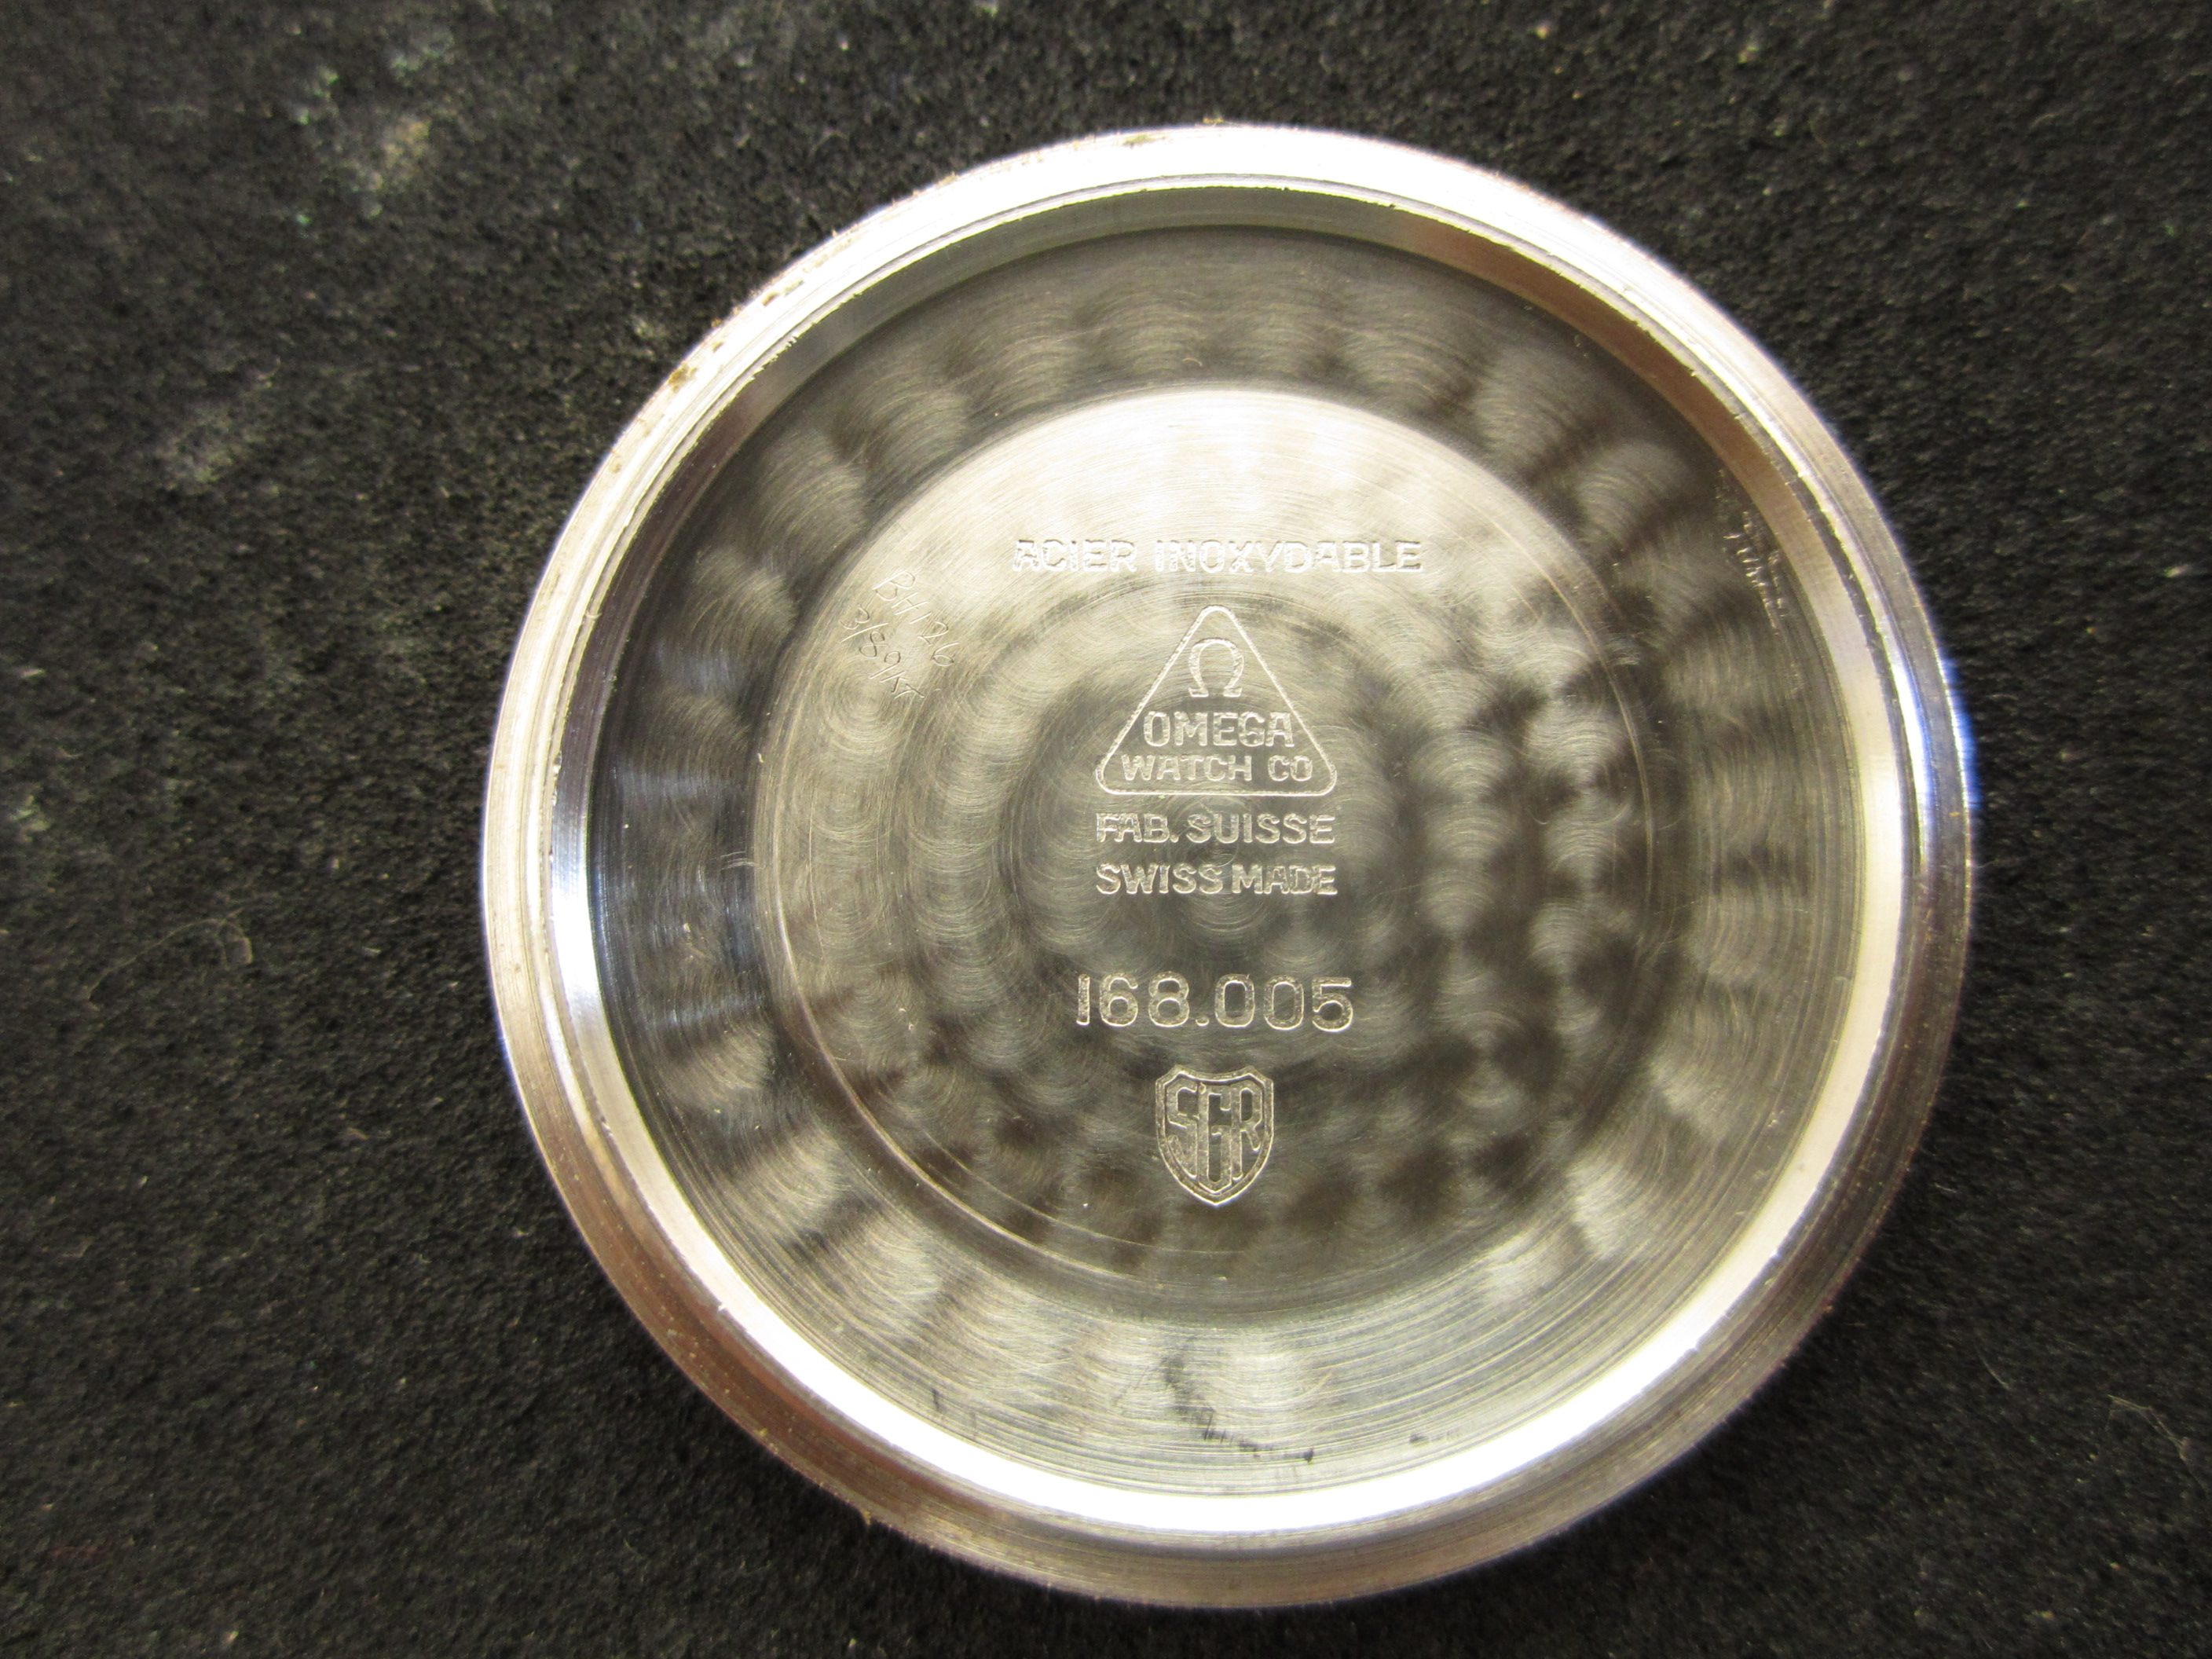 ACIER INOXYDABLE
Ω
OMEGA
WATCH CO
FAB. SUISSE
SWISS MADE
168.005
SGR